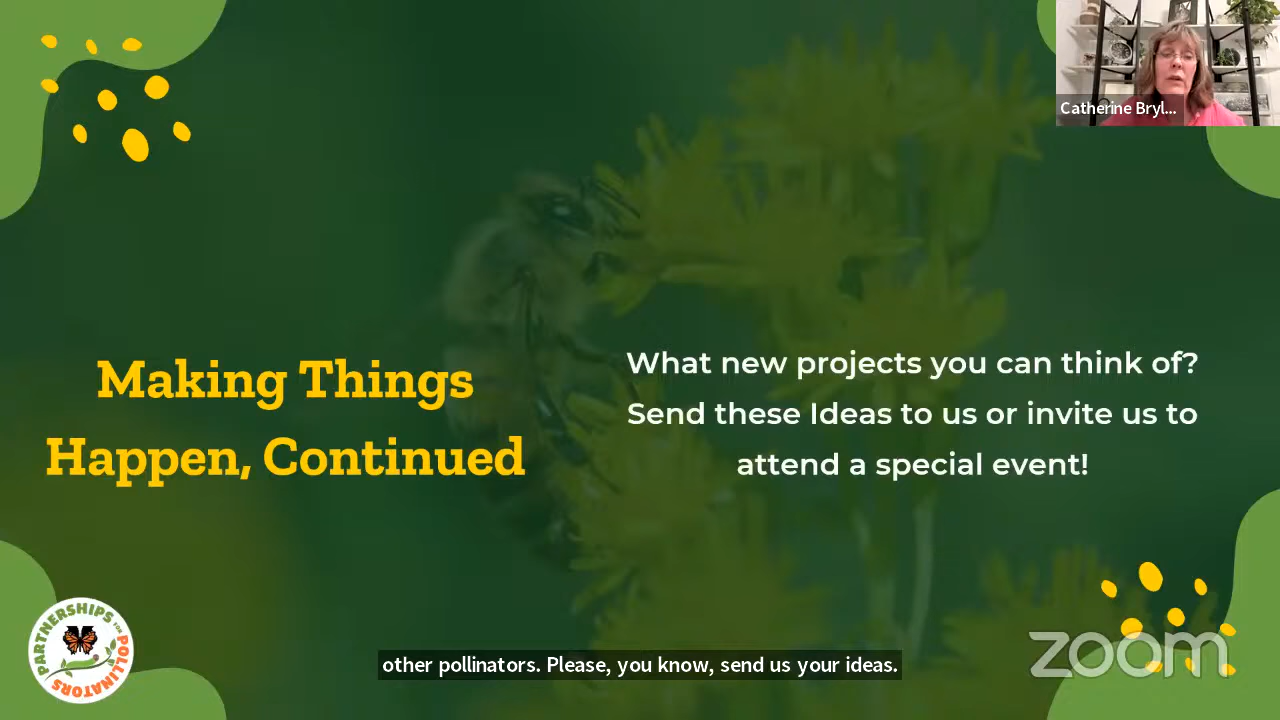 Catherine Bryl...
Making Things
Happen, Continued
What new projects you can think of?
Send these Ideas to us or invite us to
attend a special event!
PARTNERSHIPS FOR
POLLINATORS
other pollinators. Please, you know, send us your ideas.
zoom